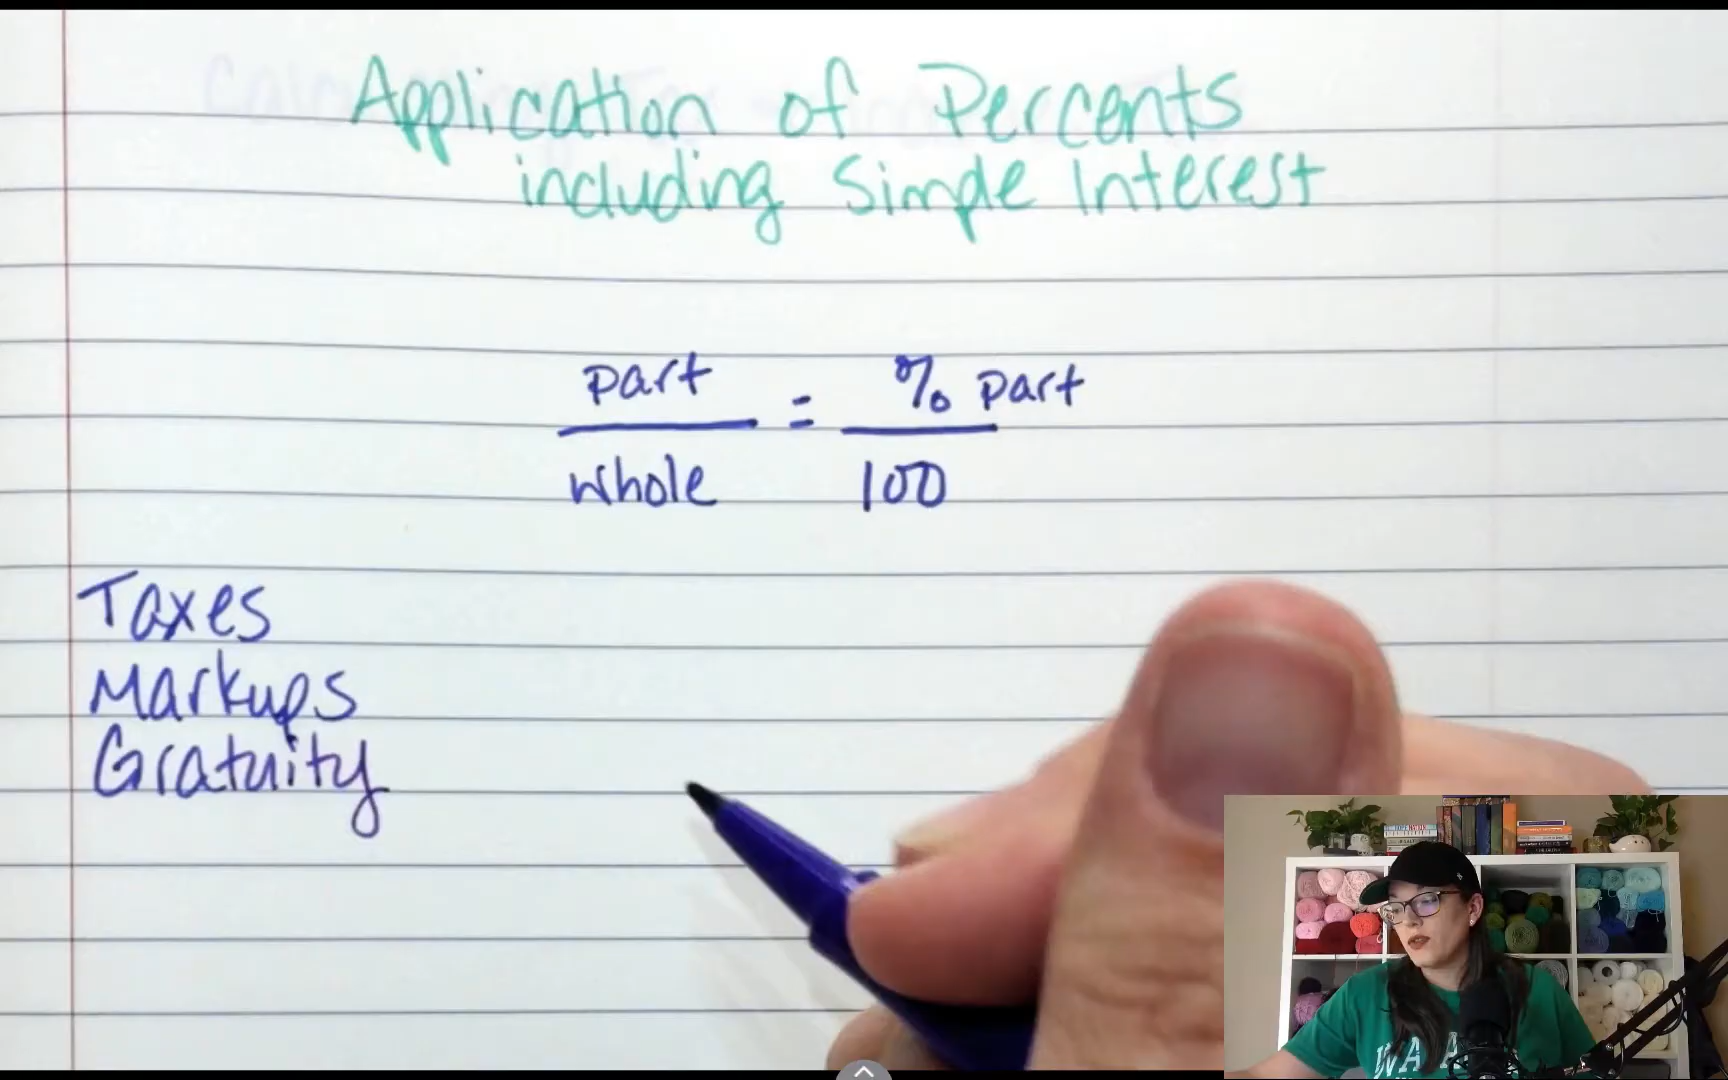 Application of Percents
including Simple Interest
part = % part
whole 100
Taxes
Markups
Gratuity